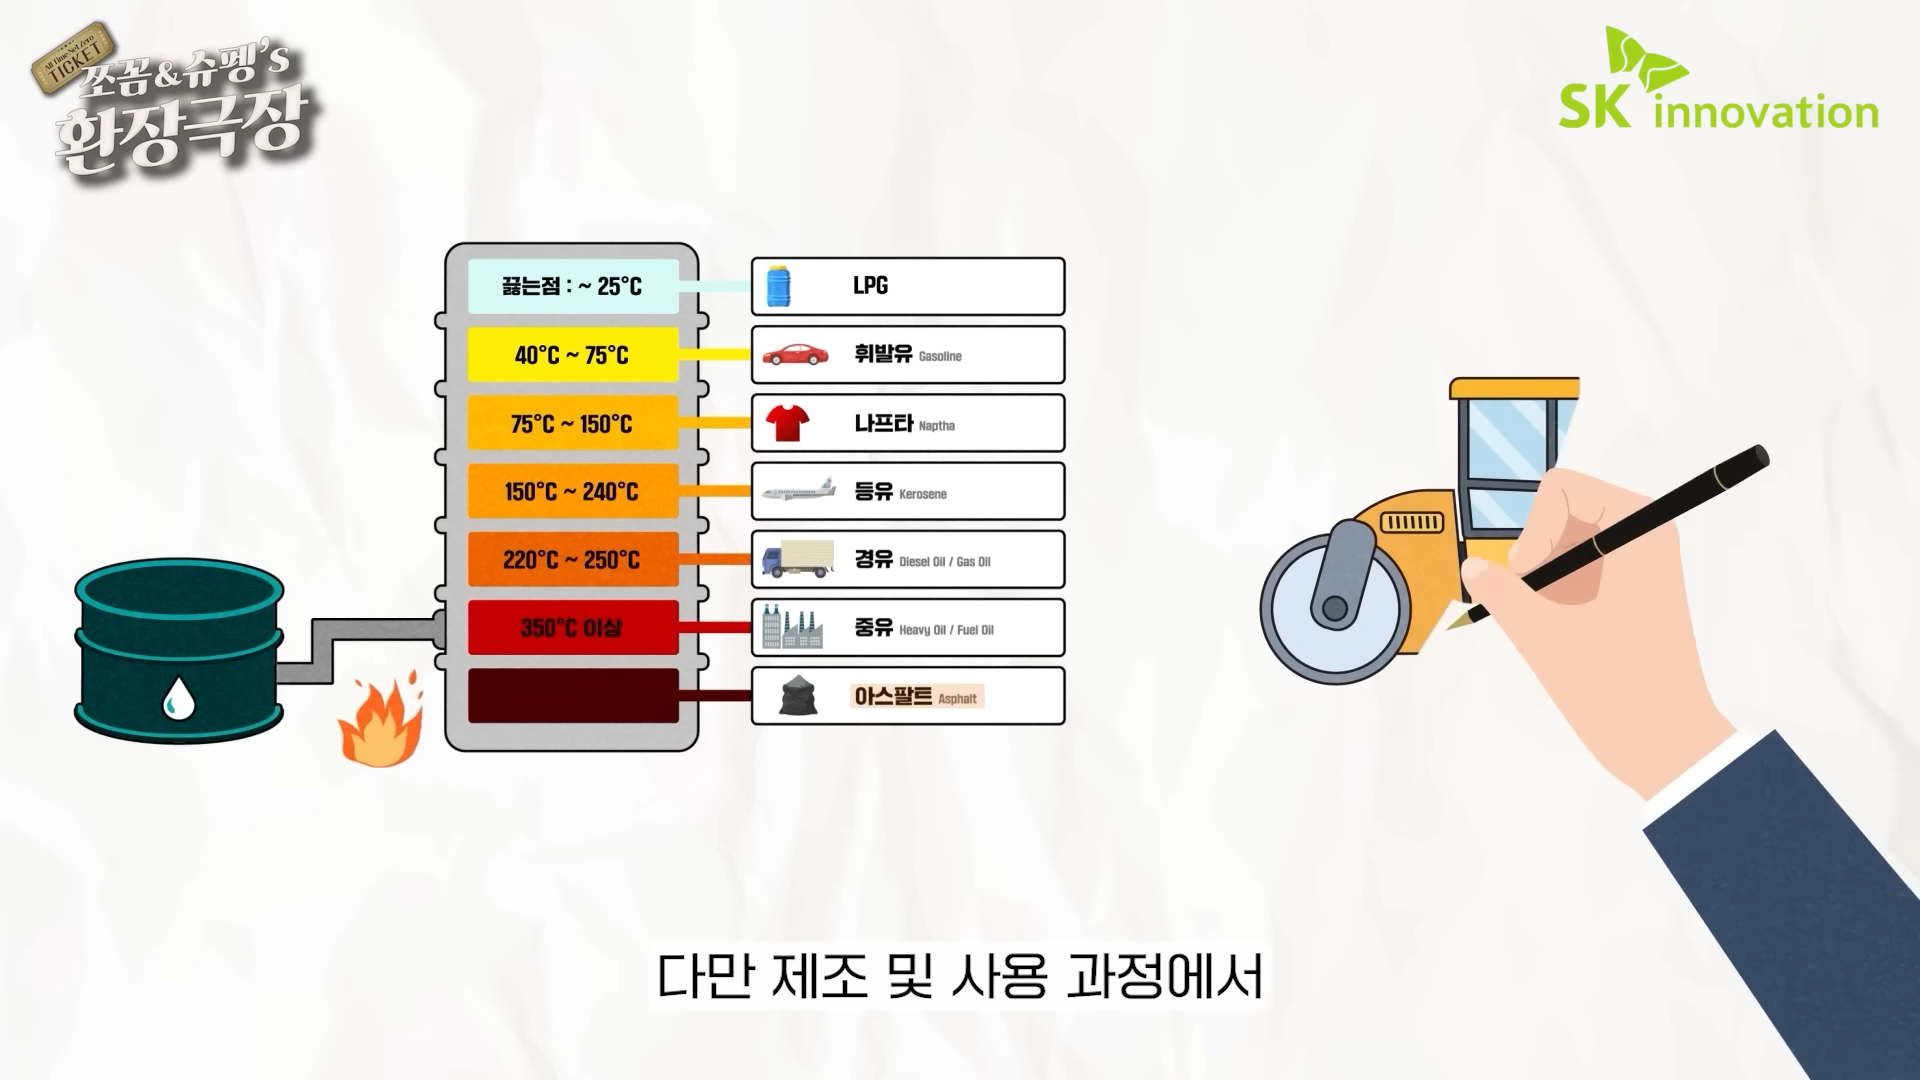 All Time Net Zero
TICKET
쪼꼼&슈펭's
환장극장
SK innovation
끓는점 : ~ 25°C
LPG
40°C ~ 75°C
휘발유 Gasoline
75°C ~ 150°C
나프타 Naptha
150°C ~ 240°C
등유 Kerosene
220°C ~ 250°C
경유 Diesel Oil / Gas Oil
350°C 이상
중유 Heavy Oil / Fuel Oil
아스팔트 Asphalt
다만 제조 및 사용 과정에서